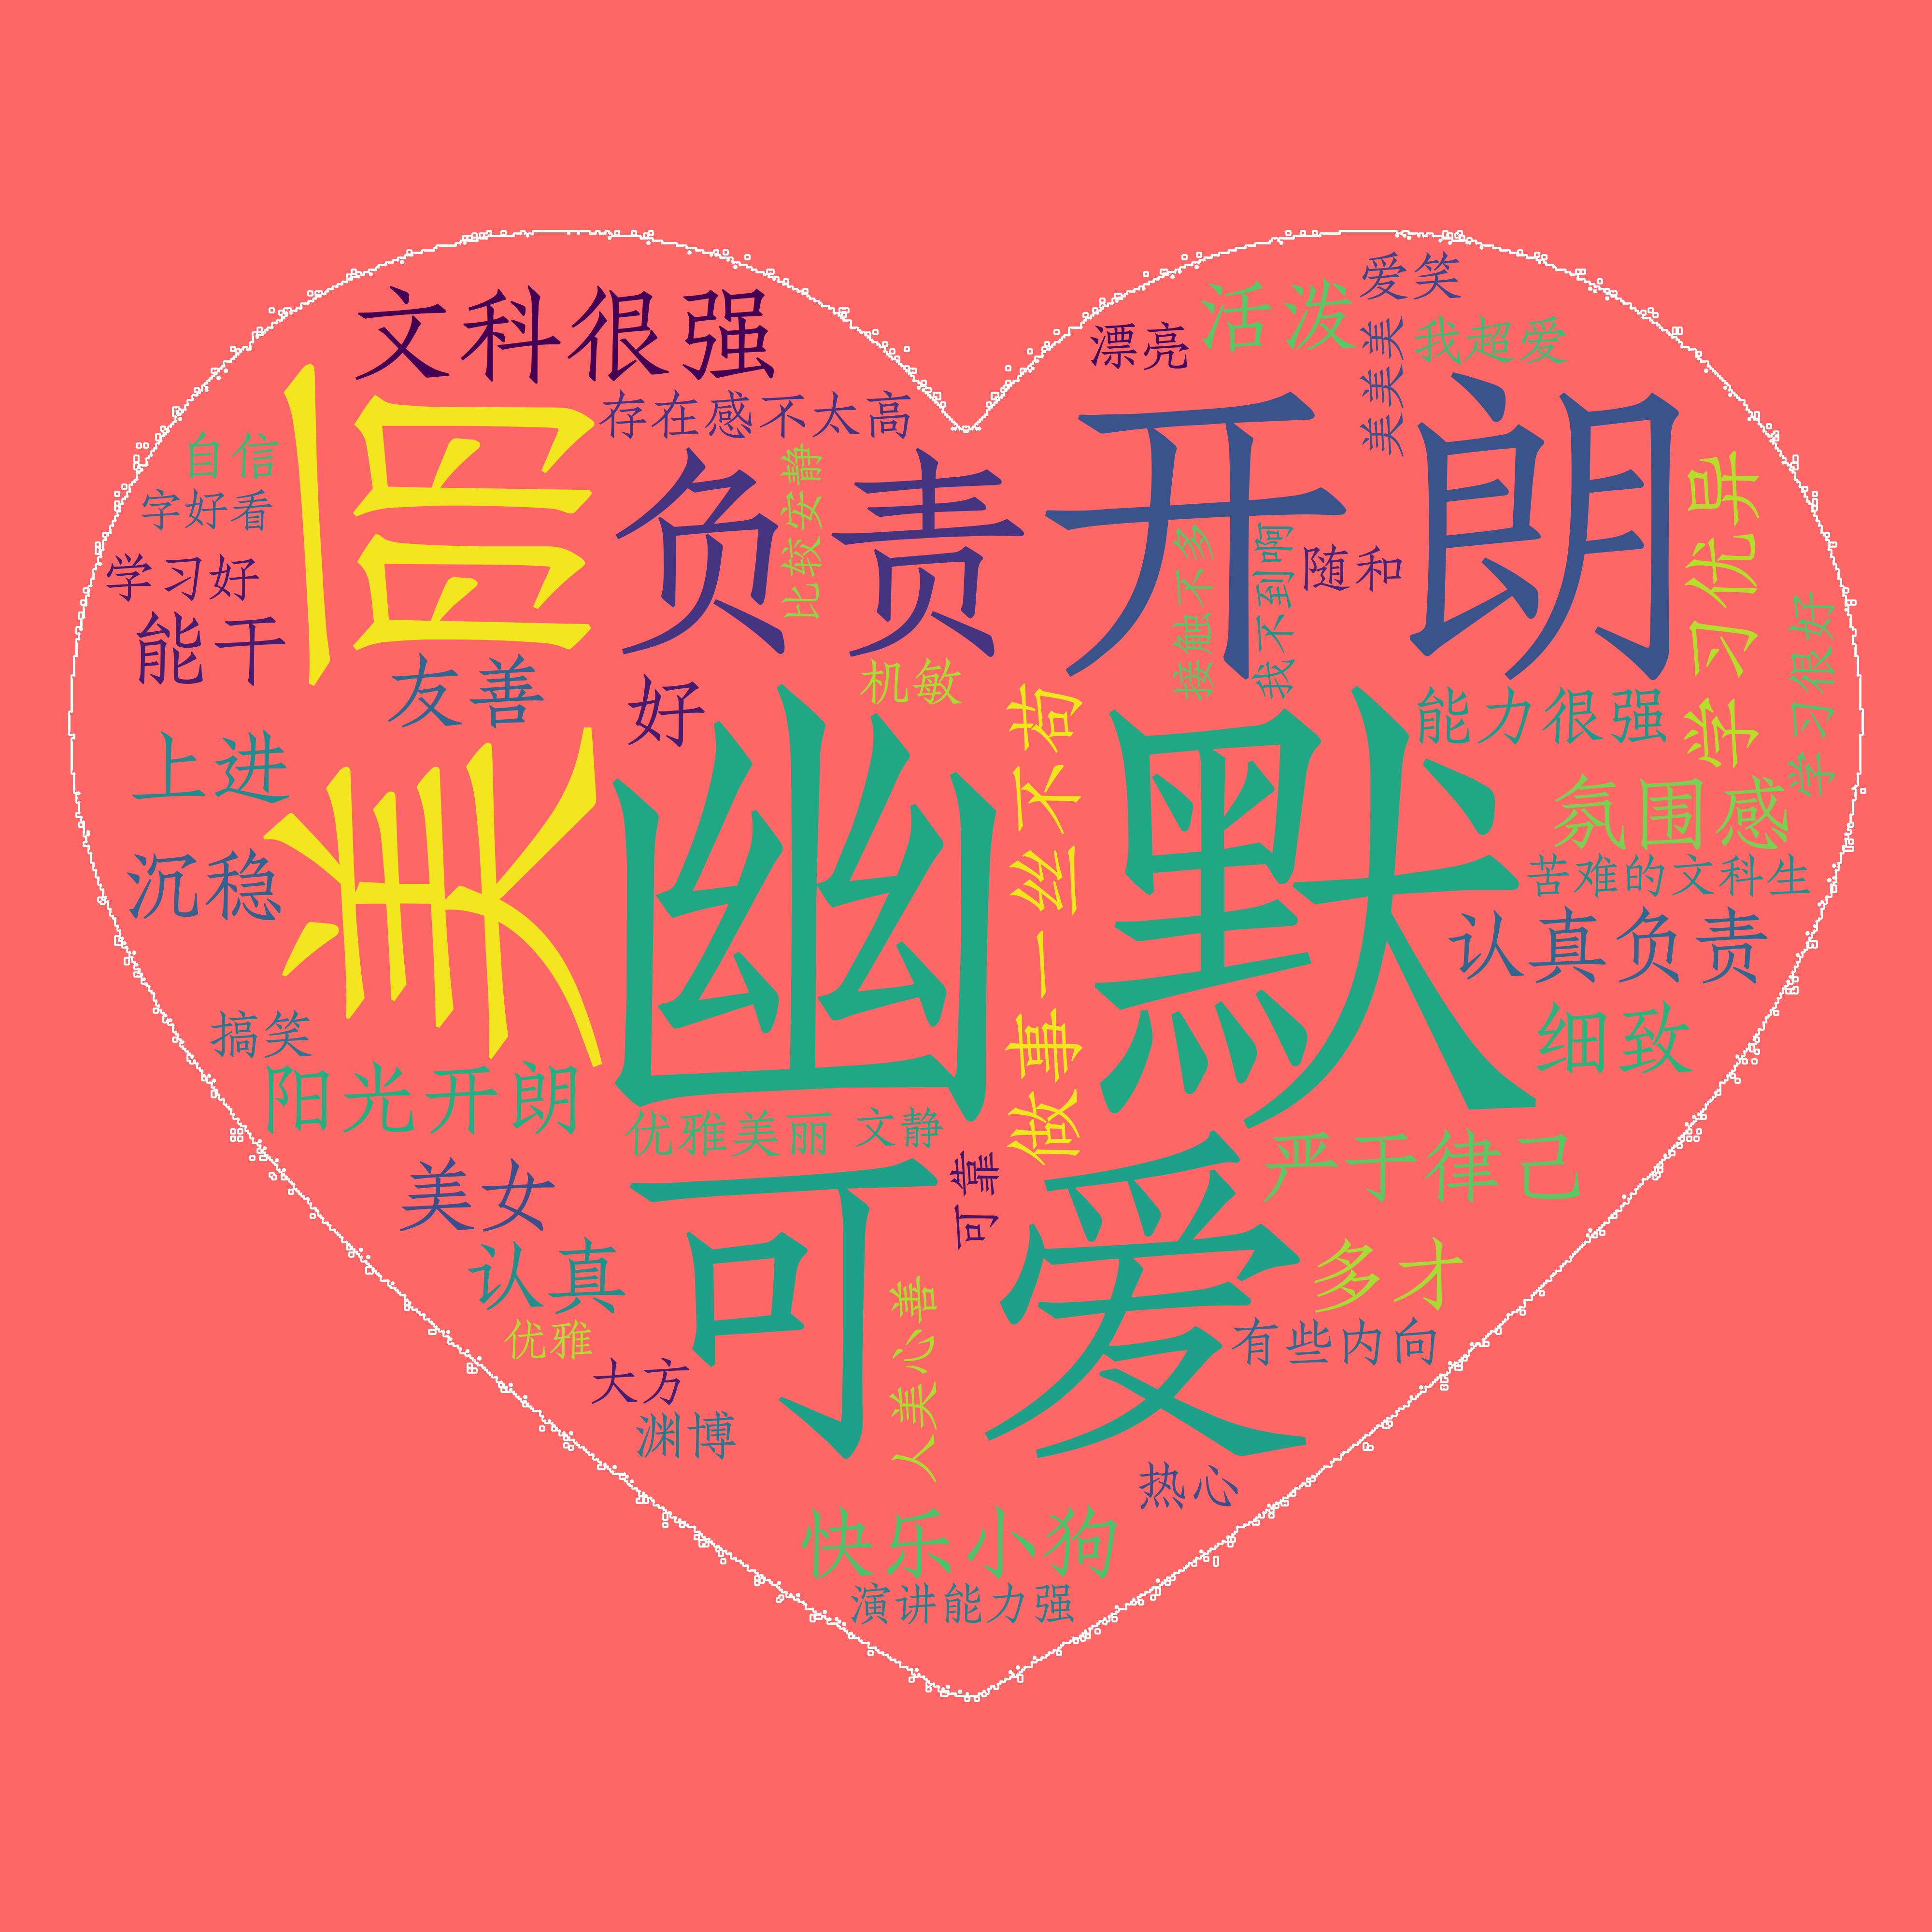 文科很强
漂亮
活泼
爱笑
我超爱
美美美
存在感不太高
自信
字好看
学习好
能干
美丽
负责
比较安静
开朗
接触不多
我不到啊
随和
学习优异
学习很好
友善
好
机敏
能力很强
上进
幽默
做事一丝不苟
氛围感
苦难的文科生
沉稳
认真负责
细致
搞笑
阳光开朗
优雅美丽
文静
严于律己
美女
可靠
可爱
认真
多才
优雅
有些内向
人美心善
大方
渊博
热心
快乐小狗
演讲能力强